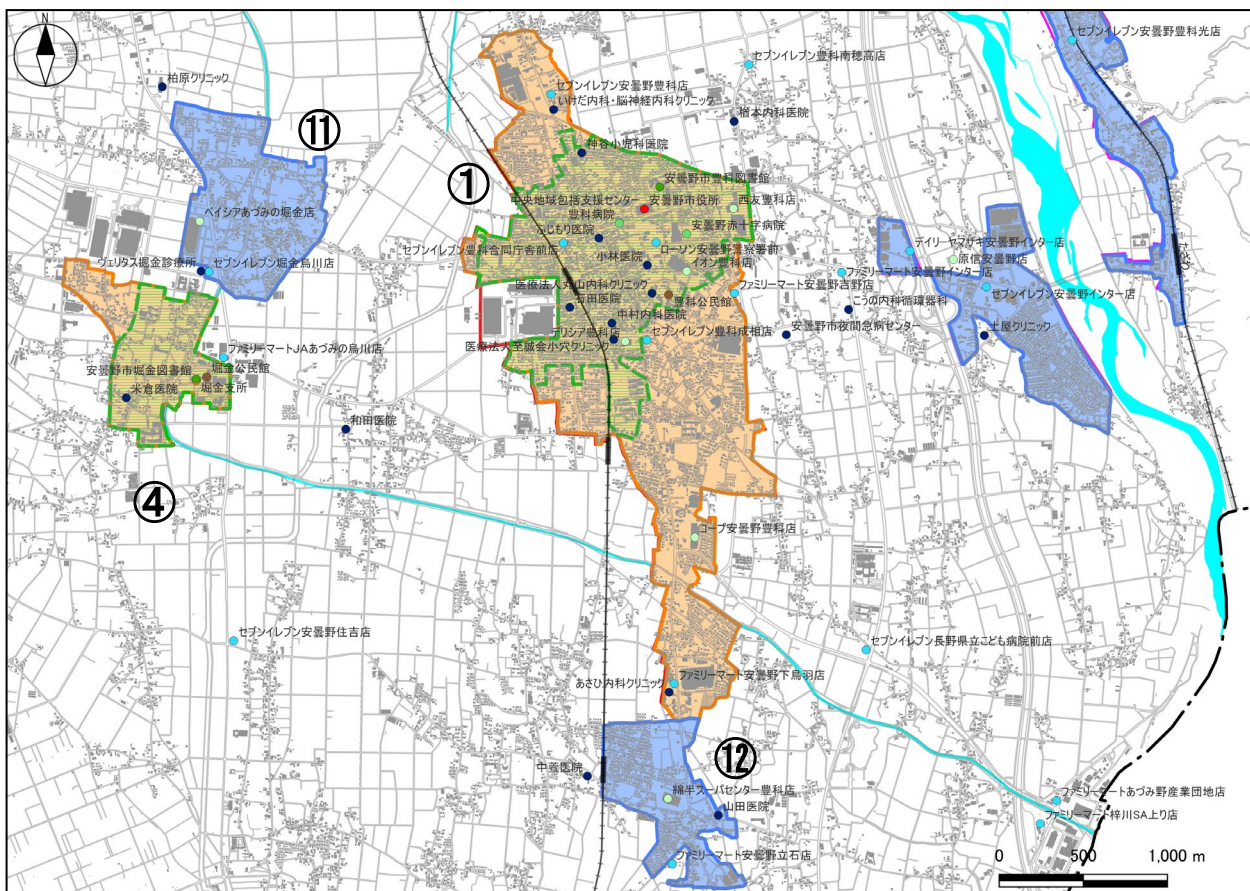 N
セブンイレブン安曇野豊科光店
セブンイレブン豊科南穂高店
柏原クリニック
セブンイレブン安曇野豊科店
いけだ内科・脳神経内科クリニック
⑪
楢本内科医院
神谷小児科医院
①
安曇野市豊科図書館
中央地域包括支援センター
安曇野市役所
西友豊科店
ベイシアあづみの堀金店
豊科病院
安曇野赤十字病院
ふじもり医院
セブンイレブン豊科合同庁舎前店
ローソン安曇野警察署前
デイリーヤマザキ安曇野インター店
原信安曇野店
小林医院
イオン豊科店
ヴェリタス堀金診療所
セブンイレブン堀金烏川店
ファミリーマート安曇野インター店
医療法人丸山内科クリニック
セブンイレブン安曇野インター店
豊科公民館
ファミリーマート安曇野吉野店
石田医院
こうの内科循環器科
中村内科医院
デリシア豊科店
セブンイレブン豊科成相店
安曇野市夜間急病センター
土屋クリニック
医療法人至誠会小穴クリニック
ファミリーマートJAあづみの烏川店
安曇野市堀金図書館
堀金公民館
米倉医院
堀金支所
和田医院
④
コープ安曇野豊科店
セブンイレブン安曇野住吉店
セブンイレブン長野県立こども病院前店
あさひ内科クリニック
ファミリーマート安曇野下鳥羽店
⑫
中萱医院
綿半スーパセンター豊科店
山田医院
ファミリーマートあづみ野産業団地店
ファミリーマート梓川SA上り店
ファミリーマート安曇野立石店
0 500 1,000 m